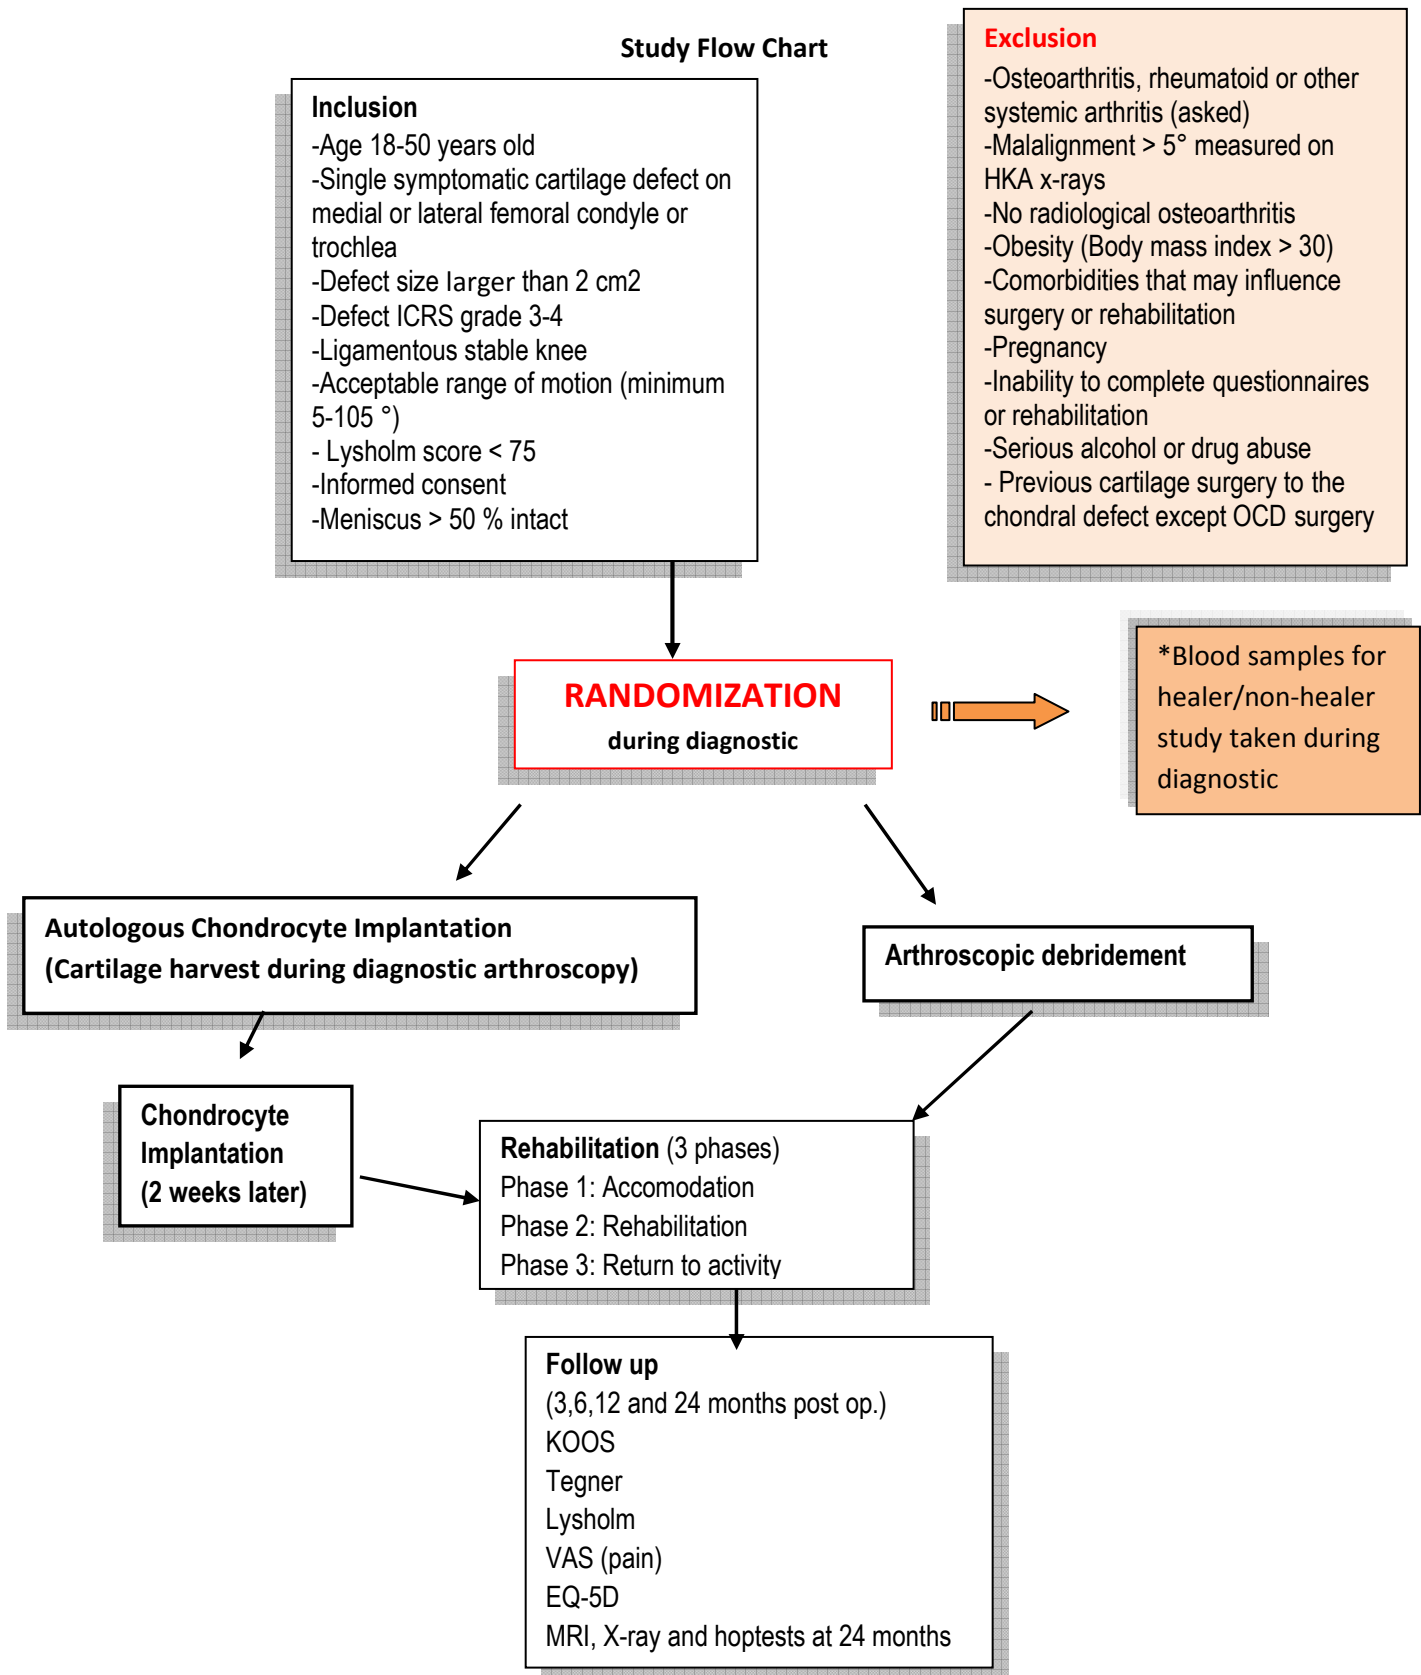 Study Flow Chart
Inclusion
-Age 18-50 years old
-Single symptomatic cartilage defect on
medial or lateral femoral condyle or
trochlea
-Defect size larger than 2 cm2
-Defect ICRS grade 3-4
-Ligamentous stable knee
-Acceptable range of motion (minimum
5-105 °)
- Lysholm score < 75
-Informed consent
-Meniscus > 50 % intact
Exclusion
-Osteoarthritis, rheumatoid or other
systemic arthritis (asked)
-Malalignment > 5° measured on
HKA x-rays
-No radiological osteoarthritis
-Obesity (Body mass index > 30)
-Comorbidities that may influence
surgery or rehabilitation
-Pregnancy
-Inability to complete questionnaires
or rehabilitation
-Serious alcohol or drug abuse
- Previous cartilage surgery to the
chondral defect except OCD surgery
RANDOMIZATION
during diagnostic
*Blood samples for
healer/non-healer
study taken during
diagnostic
Autologous Chondrocyte Implantation
(Cartilage harvest during diagnostic arthroscopy)
Arthroscopic debridement
Chondrocyte
Implantation
(2 weeks later)
Rehabilitation (3 phases)
Phase 1: Accomodation
Phase 2: Rehabilitation
Phase 3: Return to activity
Follow up
(3,6,12 and 24 months post op.)
KOOS
Tegner
Lysholm
VAS (pain)
EQ-5D
MRI, X-ray and hoptests at 24 months